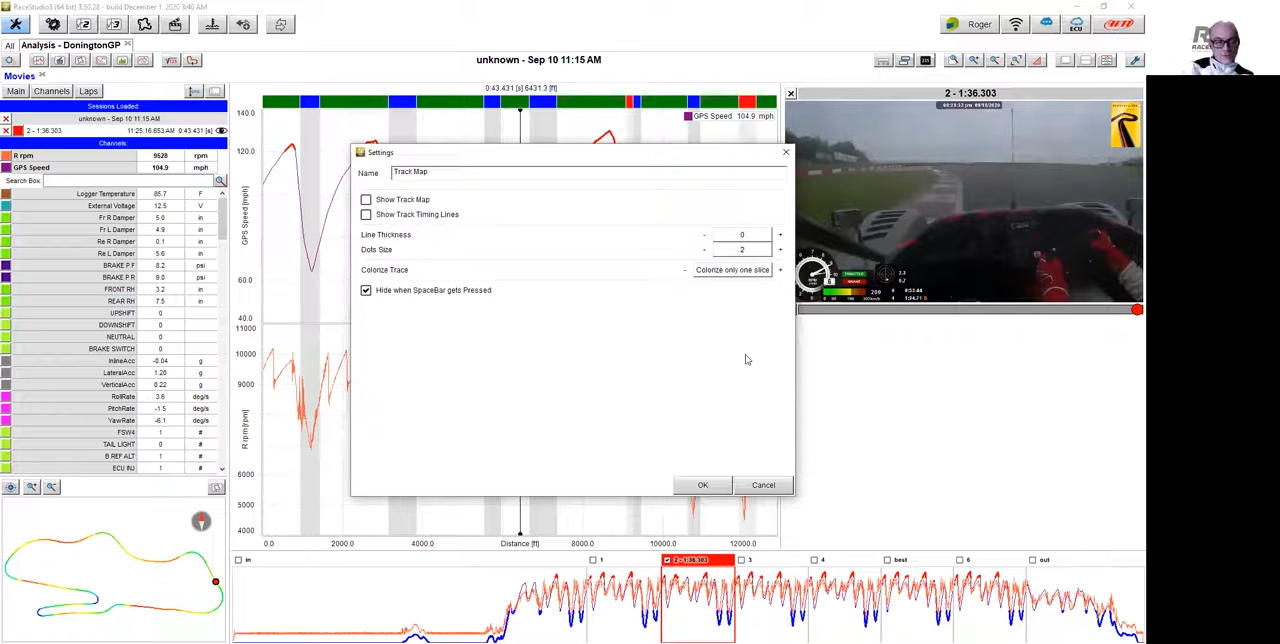 RaceStudio3 (64 bit) 3.50.28 - build December 1 2020 3:40 AM
Roger
ECU
All Analysis - DoningtonGP
unknown - Sep 10 11:15 AM
Movies
Main Channels Laps
Sessions Loaded:
unknown -- Sep 10 11:15 AM
2 - 1:36.303 11:25:16.653 AM 0:43.431 [s]
Channels:
R rpm 9528 rpm
GPS Speed 104.9 mph
Search Box:
Logger Temperature 85.7 F
External Voltage 12.5 V
Fr R Damper 5.0 in
Fr L Damper 4.9 in
Re R Damper 0.1 in
Re L Damper 5.6 in
BRAKE P F 8.2 psi
BRAKE P R 9.0 psi
FRONT RH 3.2 in
REAR RH 7.5 in
UPSHIFT 0
DOWNSHIFT 0
NEUTRAL 0
BRAKE SWITCH 0
InlineAcc -0.04 g
LateralAcc 1.20 g
VerticalAcc 0.22 g
RollRate 3.6 deg/s
PitchRate -1.5 deg/s
YawRate -6.1 deg/s
FSW4 1 #
TAIL LIGHT 0 #
B REF ALT 1 #
ECU INJ 1 #
0:43.431 [s] 6431.3 [ft]
GPS Speed 104.9 mph
140.0
120.0
GPS Speed [mph]
60.0
40.0
11000
10000
9000
R rpm [rpm]
6000
5000
4000
0.0 2000.0 4000.0 Distance [ft] 8000.0 10000.0 12000.0
Settings
Name Track Map
Show Track Map
Show Track Timing Lines
Line Thickness - 0 +
Dots Size - 2 +
Colorize Trace - Colorize only one slice +
Hide when SpaceBar gets Pressed
OK Cancel
2 - 1:36.303
THROTTLE
BRAKE
200
in 1 2 - 1:36.303 3 4 best 6 out